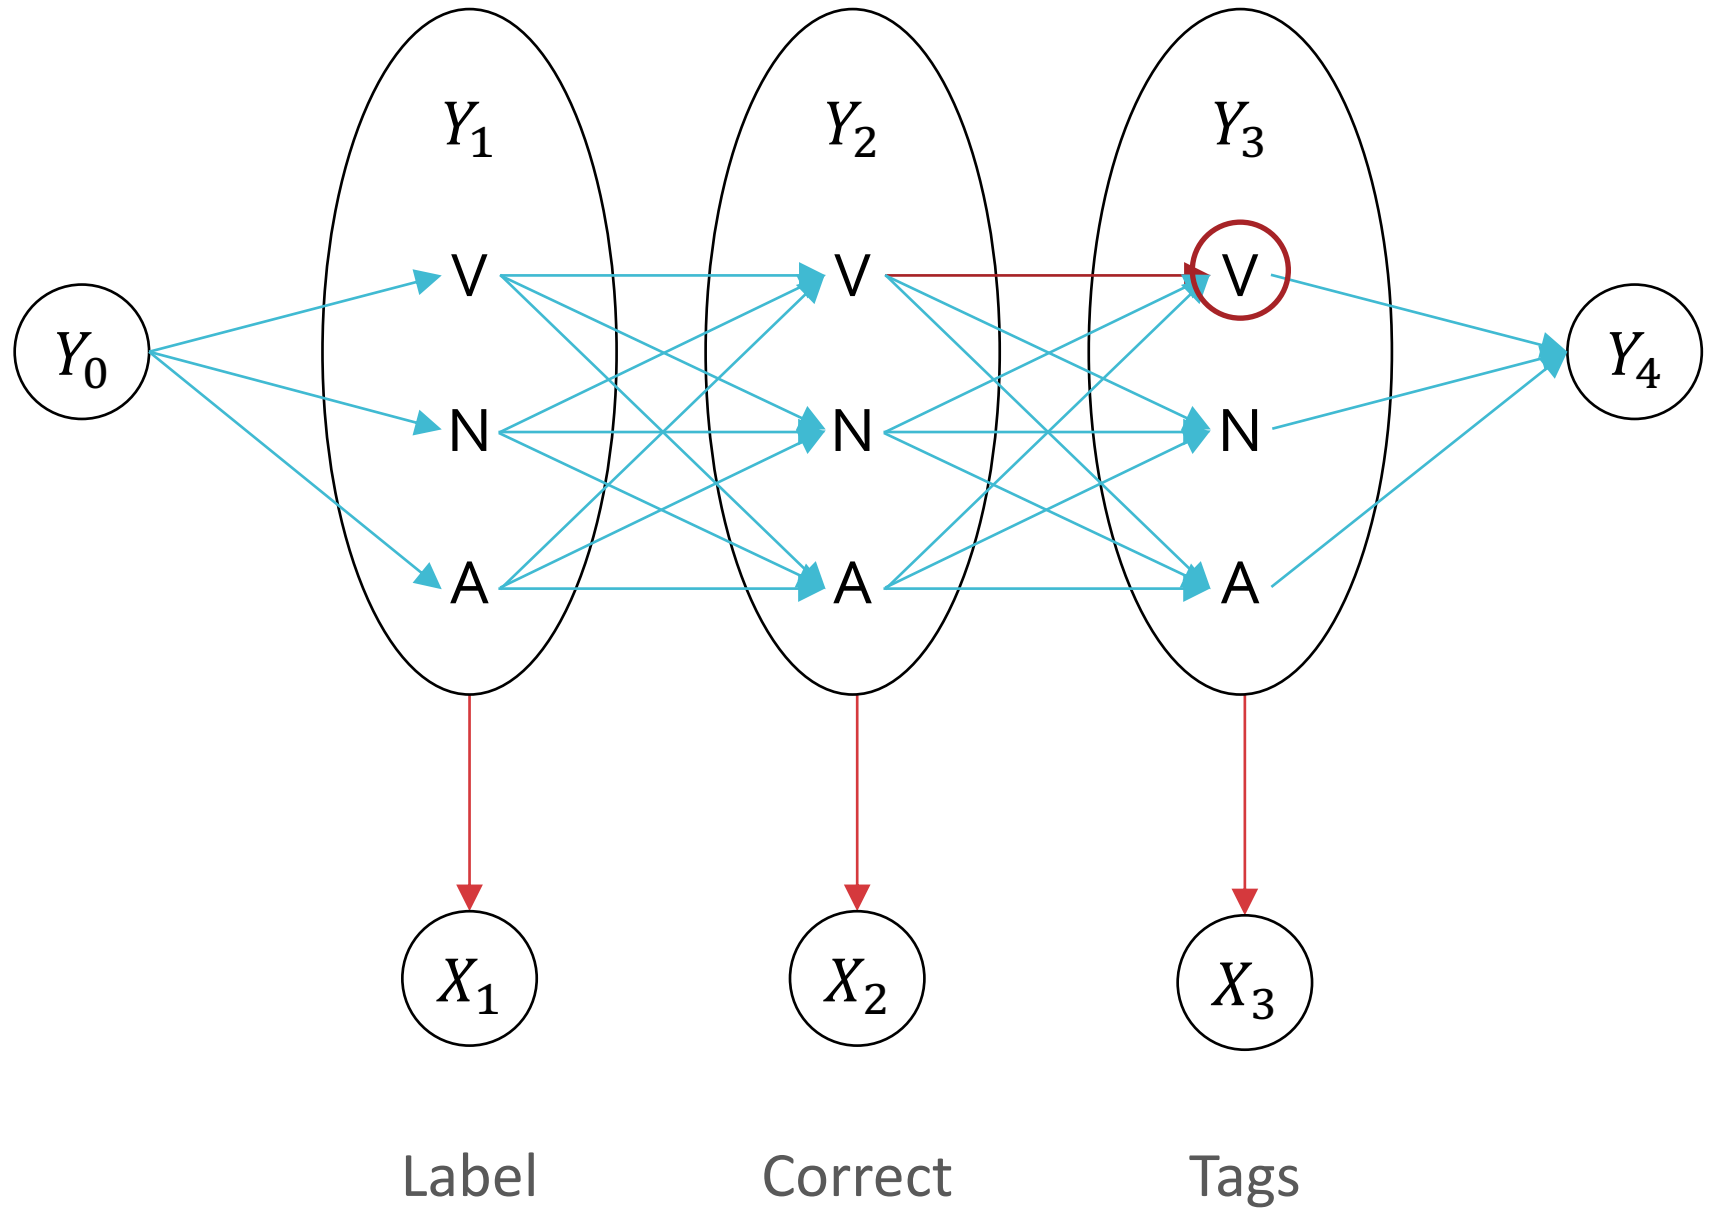 Y₁ Y₂ Y₃
V V V
Y₀ Y₄
N N N
A A A
X₁ X₂ X₃
Label Correct Tags